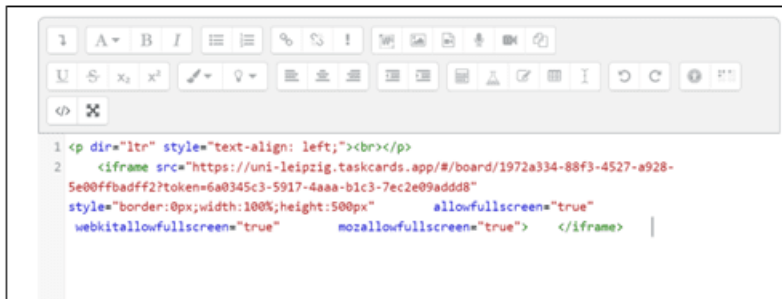 A B I
U S x₂ x²
</>
1 <p dir="ltr" style="text-align: left;"><br></p>
2 <iframe src="https://uni-leipzig.taskcards.app/#/board/1972a334-88f3-4527-a928-
5e00ffbadff2?token=6a0345c3-5917-4aaa-b1c3-7ec2e09addd8"
style="border:0px;width:100%;height:500px" allowfullscreen="true"
webkitallowfullscreen="true" mozallowfullscreen="true"> </iframe>